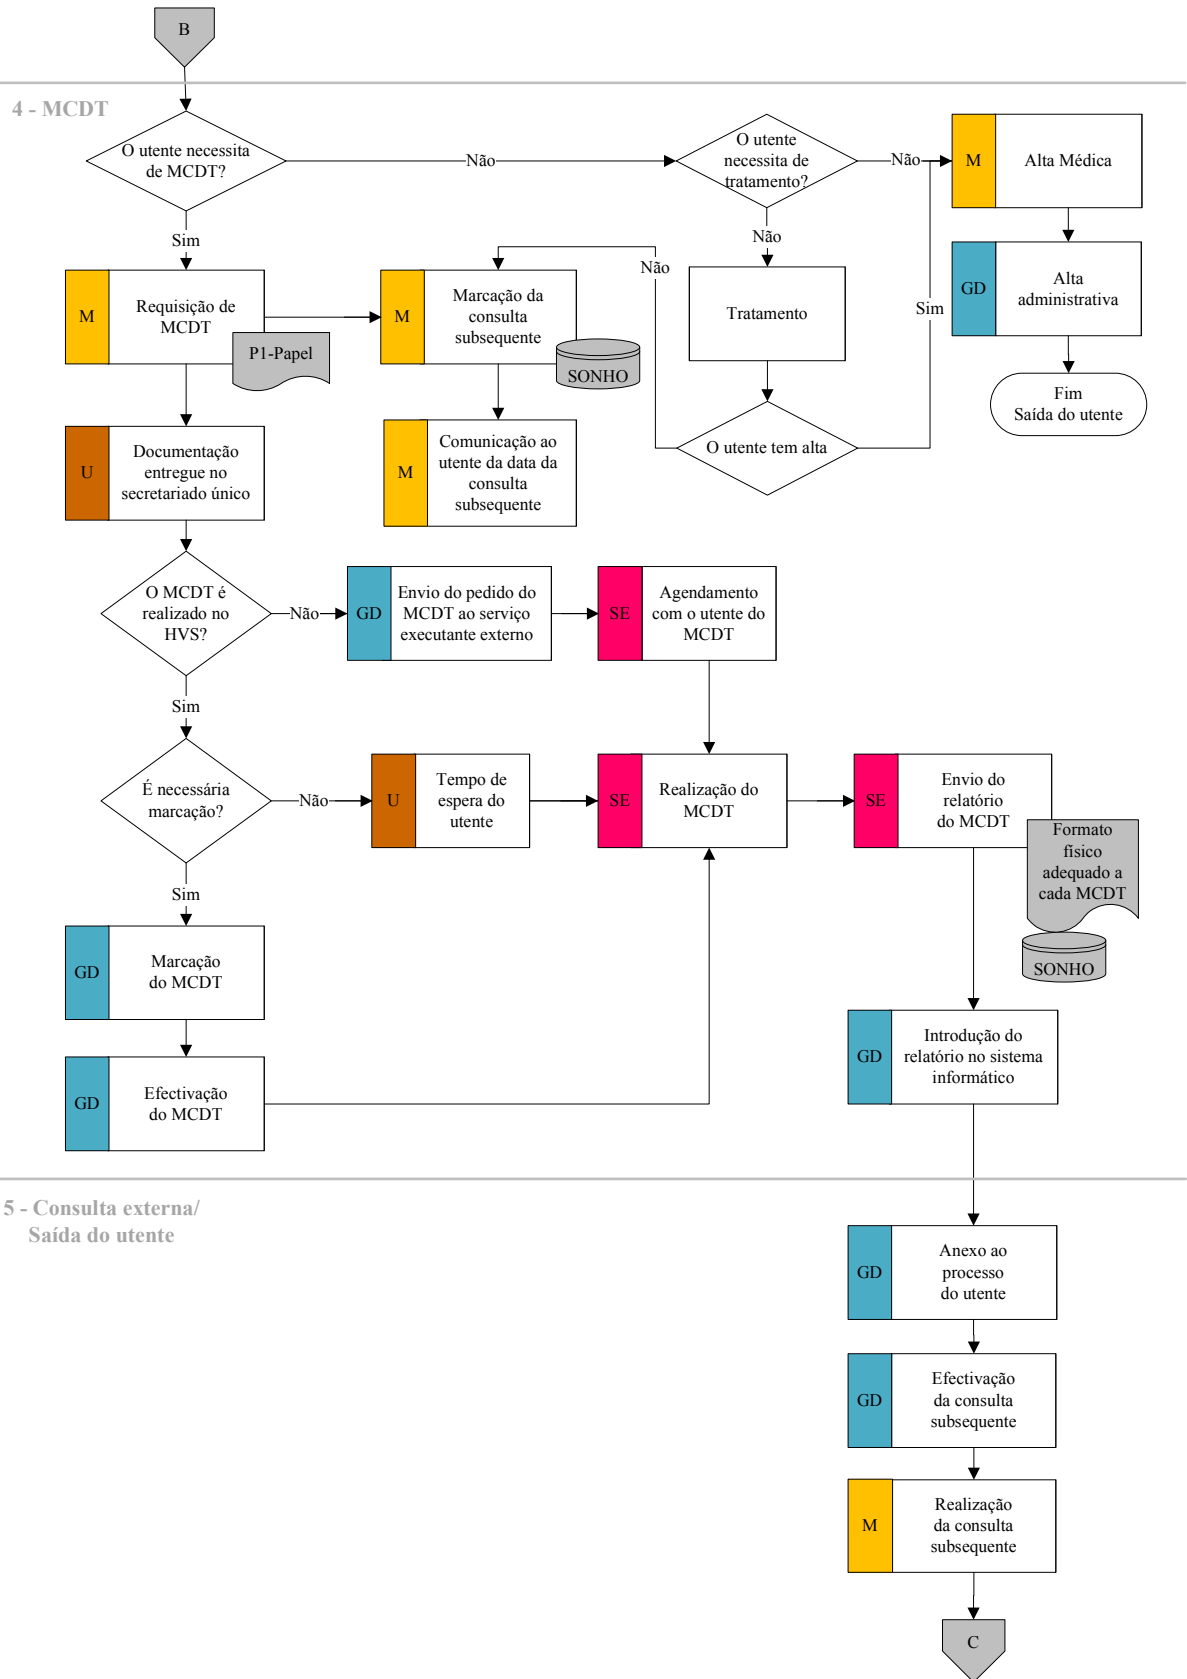 B
4 - MCDT
O utente necessita
de MCDT?
Não
O utente
necessita de
tratamento?
Não
M
Alta Médica
Sim
Não
Não
GD
Alta
administrativa
M
Requisição de
MCDT
P1-Papel
M
Marcação da
consulta
subsequente
SONHO
Tratamento
Sim
Fim
Saída do utente
U
Documentação
entregue no
secretariado único
M
Comunicação ao
utente da data da
consulta
subsequente
O utente tem alta
O MCDT é
realizado no
HVS?
Não
GD
Envio do pedido do
MCDT ao serviço
executante externo
SE
Agendamento
com o utente do
MCDT
Sim
É necessária
marcação?
Não
U
Tempo de
espera do
utente
SE
Realização do
MCDT
SE
Envio do
relatório
do MCDT
Formato
físico
adequado a
cada MCDT
SONHO
Sim
GD
Marcação
do MCDT
GD
Introdução do
relatório no sistema
informático
GD
Efectivação
do MCDT
5 - Consulta externa/
Saída do utente
GD
Anexo ao
processo
do utente
GD
Efectivação
da consulta
subsequente
M
Realização
da consulta
subsequente
C